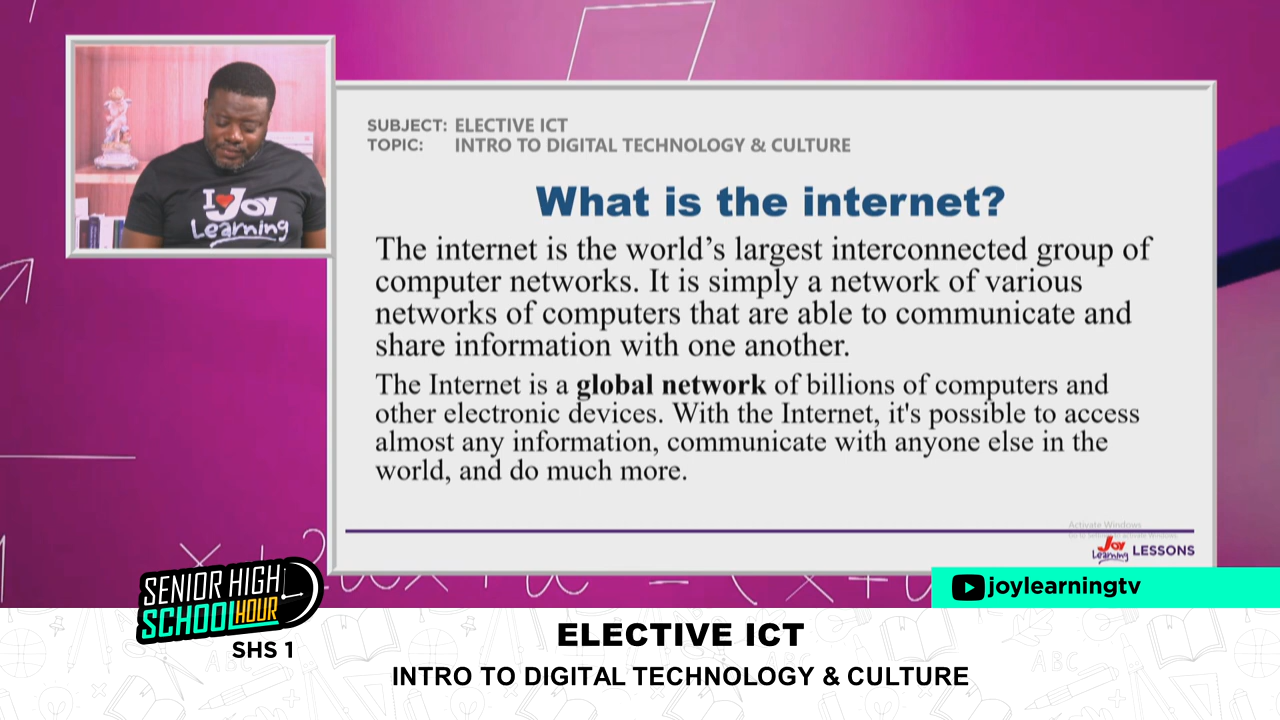 I ♥ Joy
Learning
SUBJECT: ELECTIVE ICT
TOPIC: INTRO TO DIGITAL TECHNOLOGY & CULTURE
What is the internet?
The internet is the world’s largest interconnected group of
computer networks. It is simply a network of various
networks of computers that are able to communicate and
share information with one another.
The Internet is a global network of billions of computers and
other electronic devices. With the Internet, it's possible to access
almost any information, communicate with anyone else in the
world, and do much more.
Activate Windows
Joy
Learning LESSONS
joylearningtv
SENIOR HIGH
SCHOOL HOUR
SHS 1
ELECTIVE ICT
INTRO TO DIGITAL TECHNOLOGY & CULTURE